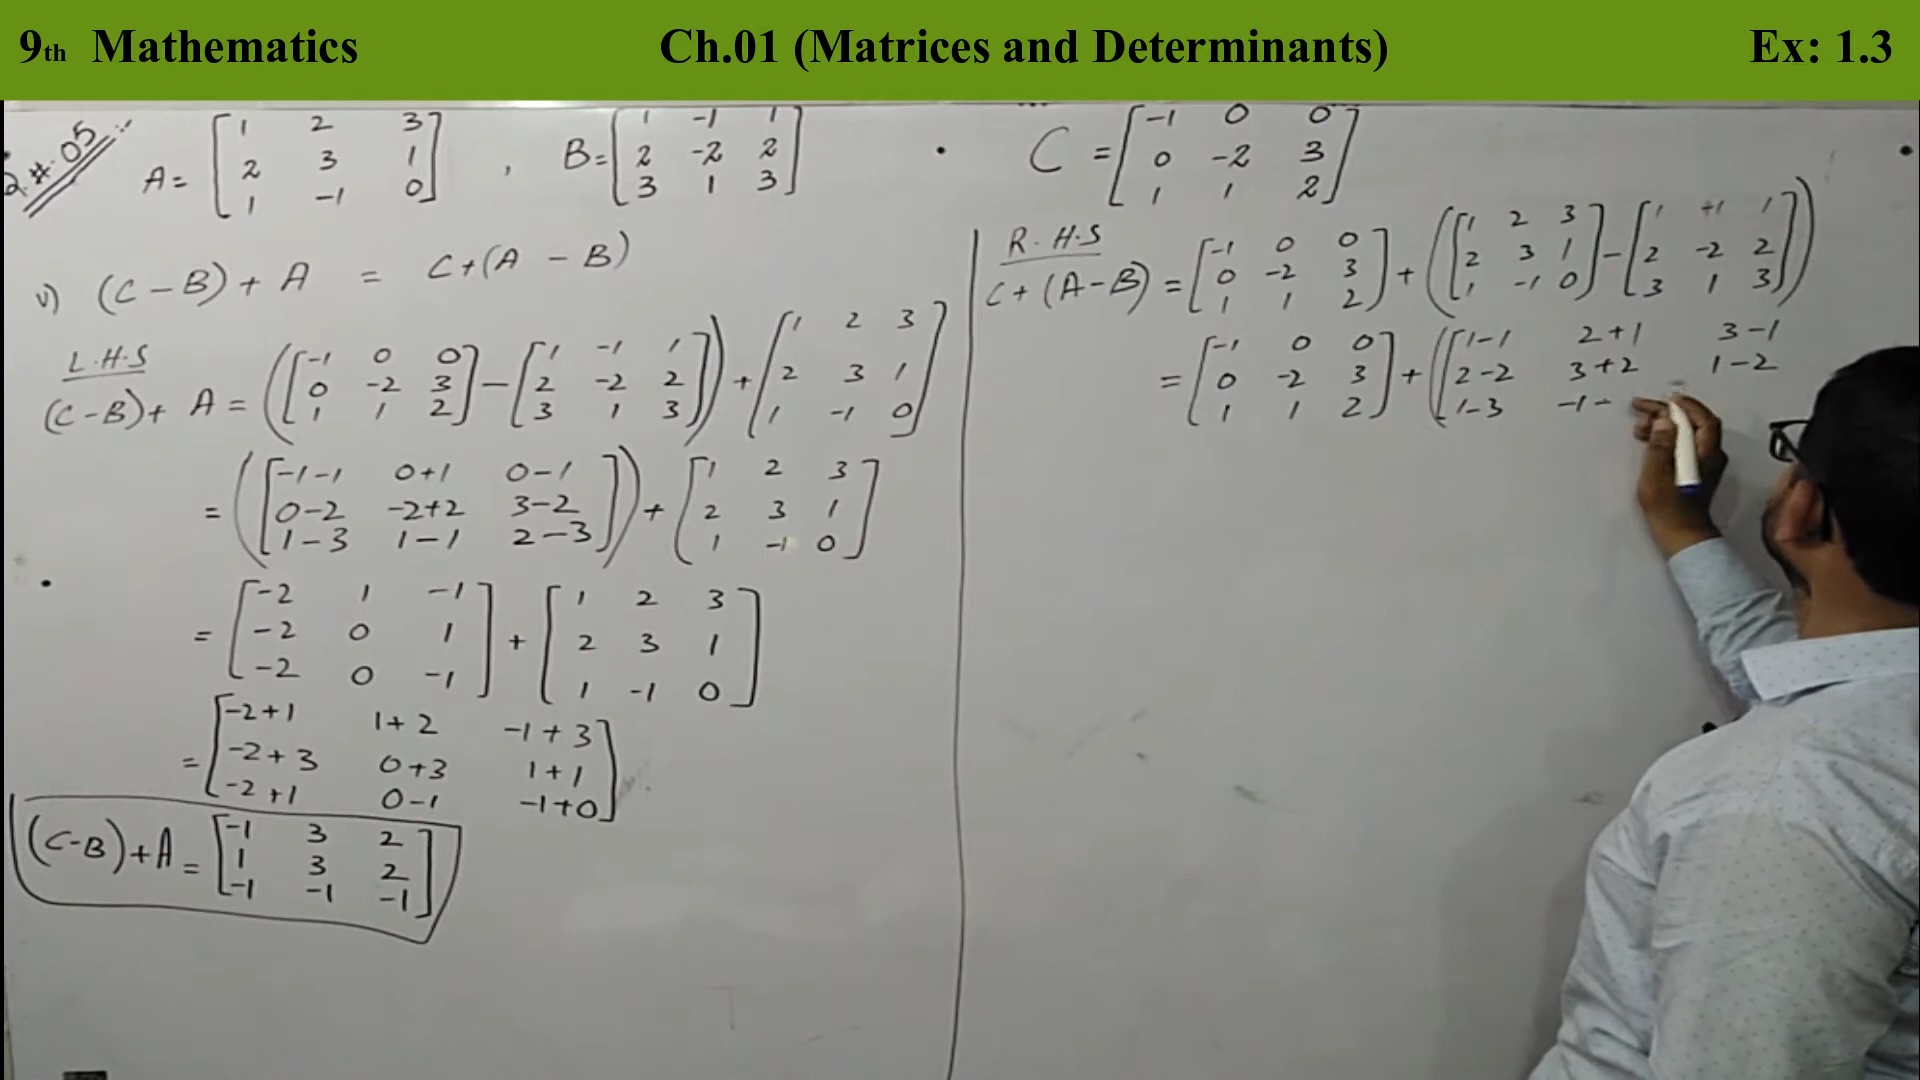 9th Mathematics Ch.01 (Matrices and Determinants) Ex: 1.3
Q#.05
A = [1 2 3
2 3 1
1 -1 0] , B = [1 -1 1
2 -2 2
3 1 3]
C = [-1 0 0
0 -2 3
1 1 2]
v) (C - B) + A = C + (A - B)
L.H.S
(C-B) + A = ([-1 0 0
0 -2 3
1 1 2] - [1 -1 1
2 -2 2
3 1 3]) + [1 2 3
2 3 1
1 -1 0]
= ([-1-1 0+1 0-1
0-2 -2+2 3-2
1-3 1-1 2-3]) + [1 2 3
2 3 1
1 -1 0]
= [-2 1 -1
-2 0 1
-2 0 -1] + [1 2 3
2 3 1
1 -1 0]
= [-2+1 1+2 -1+3
-2+3 0+3 1+1
-2+1 0-1 -1+0]
(C-B)+A = [-1 3 2
1 3 2
-1 -1 -1]
R.H.S
C + (A-B) = [-1 0 0
0 -2 3
1 1 2] + ([1 2 3
2 3 1
1 -1 0] - [1 +1 1
2 -2 2
3 1 3])
= [-1 0 0
0 -2 3
1 1 2] + ([1-1 2+1 3-1
2-2 3+2 1-2
1-3 -1-